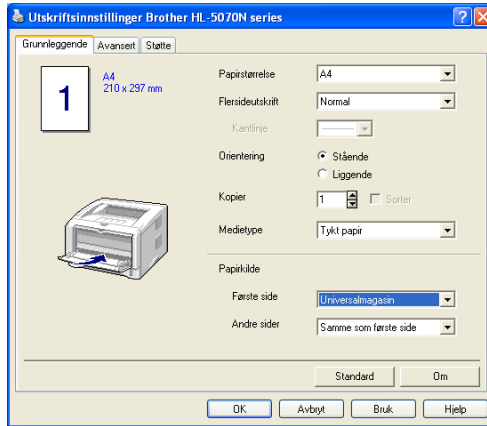 Utskriftsinnstillinger Brother HL-5070N series
Grunnleggende Avansert Støtte
1
A4
210 x 297 mm
Papirstørrelse A4
Flersideutskrift Normal
Kantlinje
Orientering Stående
Liggende
Kopier 1 Sorter
Medietype Tykt papir
Papirkilde
Første side Universalmagasin
Andre sider Samme som første side
Standard Om
OK Avbryt Bruk Hjelp